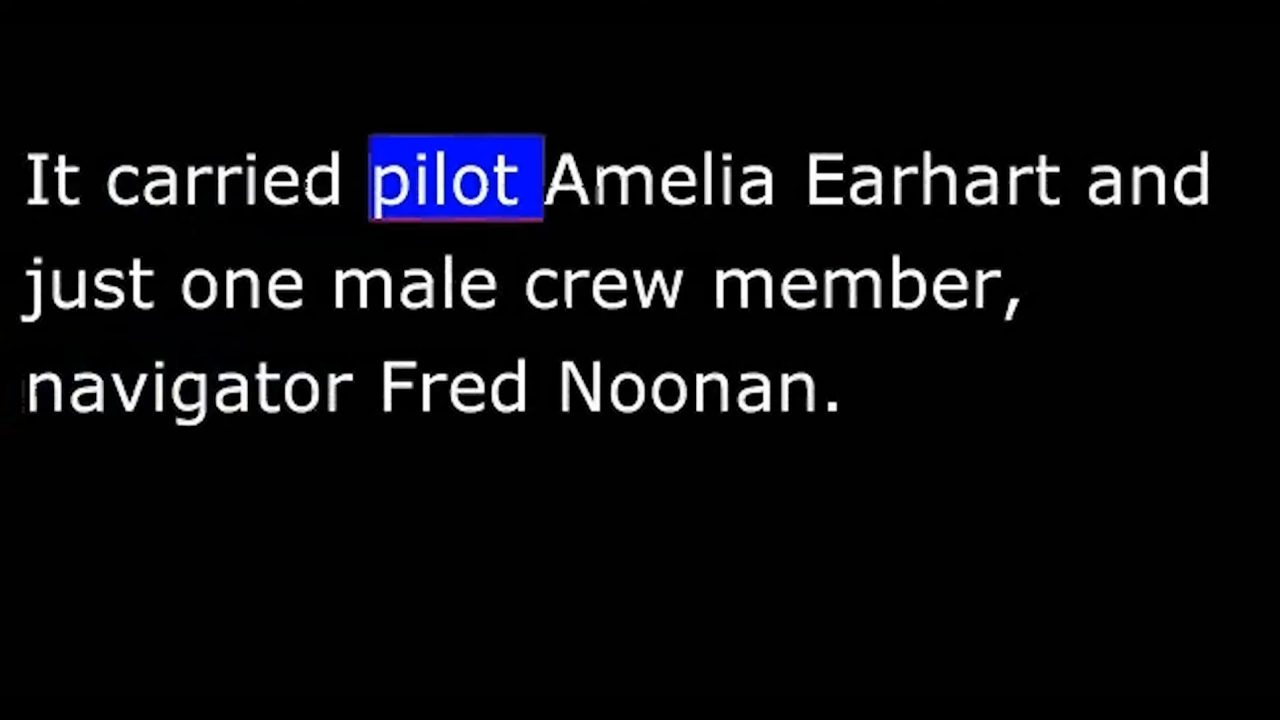 It carried pilot Amelia Earhart and
just one male crew member,
navigator Fred Noonan.